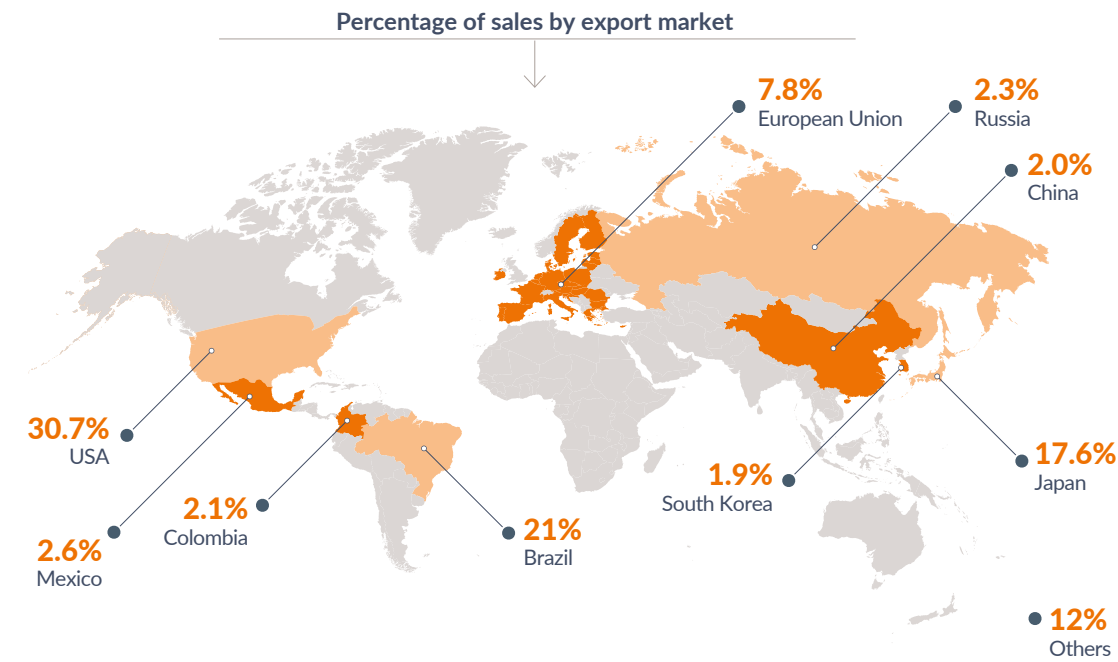 Percentage of sales by export market
7.8%
European Union
2.3%
Russia
2.0%
China
30.7%
USA
17.6%
Japan
1.9%
South Korea
2.1%
Colombia
21%
Brazil
2.6%
Mexico
12%
Others